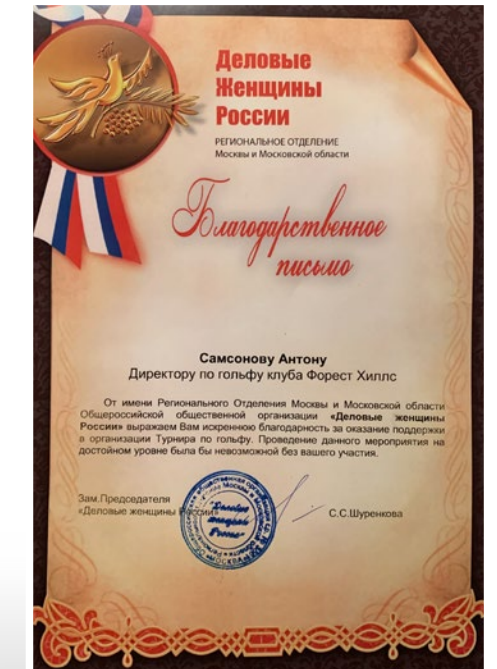 Деловые
Женщины
России
РЕГИОНАЛЬНОЕ ОТДЕЛЕНИЕ
Москвы и Московской области
Благодарственное
письмо
Самсонову Антону
Директору по гольфу клуба Форест Хиллс
От имени Регионального Отделения Москвы и Московской области
Общероссийской общественной организации «Деловые женщины
России» выражаем Вам искреннюю благодарность за оказание поддержки
в организации Турнира по гольфу. Проведение данного мероприятия на
достойном уровне была бы невозможной без вашего участия.
Зам.Председателя
«Деловые женщины России»
С.С.Шуренкова
"Деловые
женщины
России"